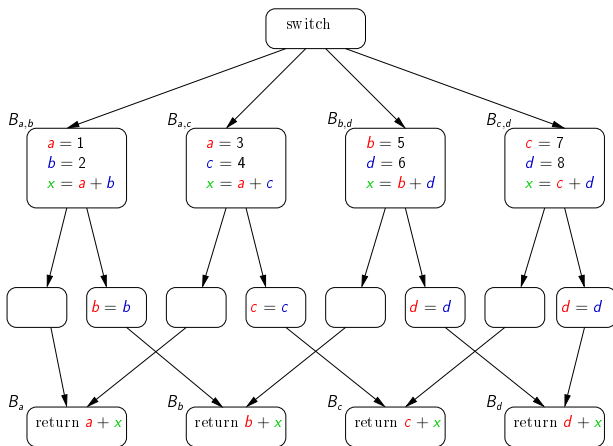 switch
B_{a,b}
B_{a,c}
B_{b,d}
B_{c,d}
a = 1
b = 2
x = a + b
a = 3
c = 4
x = a + c
b = 5
d = 6
x = b + d
c = 7
d = 8
x = c + d
b = b
c = c
d = d
d = d
B_a
B_b
B_c
B_d
return a + x
return b + x
return c + x
return d + x